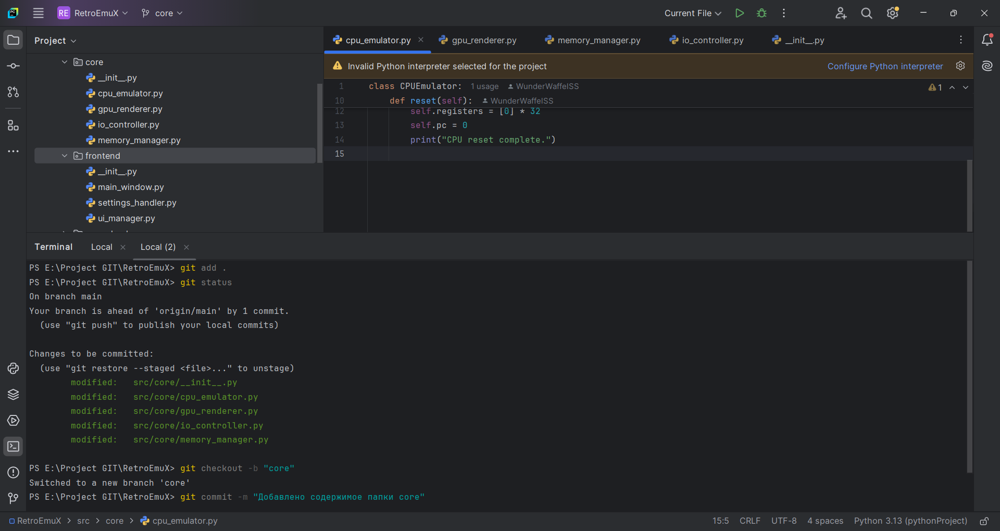 PC
RE RetroEmuX core
Current File
Project
core
__init__.py
cpu_emulator.py
gpu_renderer.py
io_controller.py
memory_manager.py
frontend
__init__.py
main_window.py
settings_handler.py
ui_manager.py
cpu_emulator.py gpu_renderer.py memory_manager.py io_controller.py __init__.py
Invalid Python interpreter selected for the project Configure Python interpreter
1 class CPUEmulator: 1 usage WunderWaffelSS 1
10 def reset(self): WunderWaffelSS
12 self.registers = [0] * 32
13 self.pc = 0
14 print("CPU reset complete.")
15
Terminal Local Local (2)
PS E:\Project GIT\RetroEmuX> git add .
PS E:\Project GIT\RetroEmuX> git status
On branch main
Your branch is ahead of 'origin/main' by 1 commit.
(use "git push" to publish your local commits)
Changes to be committed:
(use "git restore --staged <file>..." to unstage)
modified: src/core/__init__.py
modified: src/core/cpu_emulator.py
modified: src/core/gpu_renderer.py
modified: src/core/io_controller.py
modified: src/core/memory_manager.py
PS E:\Project GIT\RetroEmuX> git checkout -b "core"
Switched to a new branch 'core'
PS E:\Project GIT\RetroEmuX> git commit -m "Добавлено содержимое папки core"
RetroEmuX > src > core > cpu_emulator.py
15:5 CRLF UTF-8 4 spaces Python 3.13 (pythonProject)